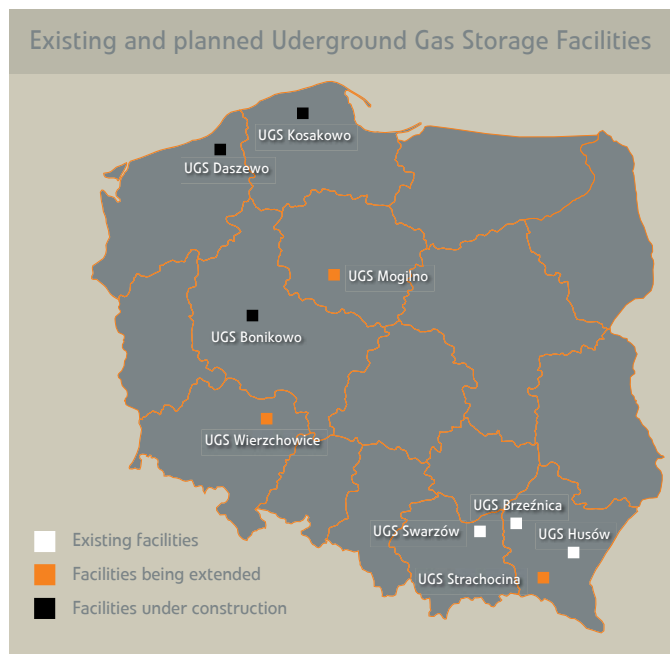 Existing and planned Uderground Gas Storage Facilities
UGS Kosakowo
UGS Daszewo
UGS Mogilno
UGS Bonikowo
UGS Wierzchowice
UGS Brzeźnica
UGS Swarzów
UGS Husów
UGS Strachocina
Existing facilities
Facilities being extended
Facilities under construction